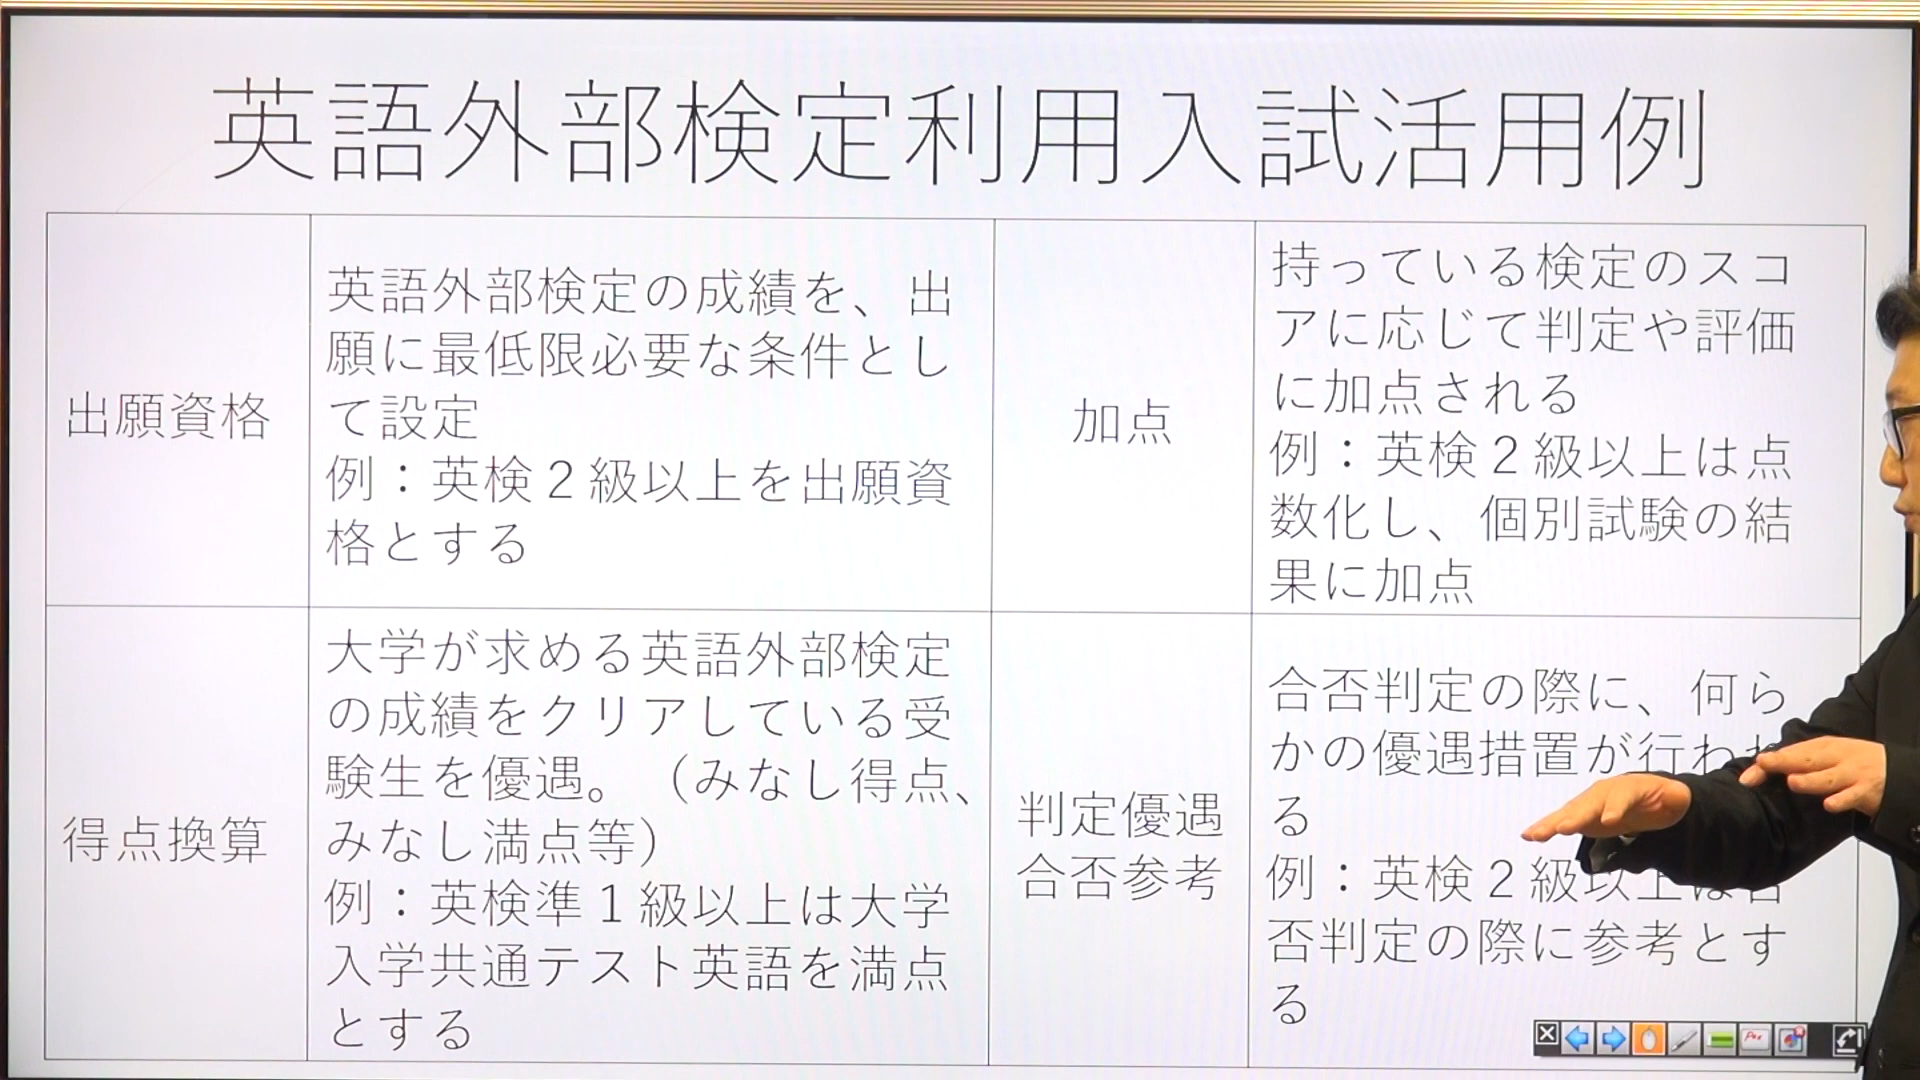 英語外部検定利用入試活用例
出願資格
英語外部検定の成績を、出
願に最低限必要な条件とし
て設定
例：英検２級以上を出願資
格とする
加点
持っている検定のスコ
アに応じて判定や評価
に加点される
例：英検２級以上は点
数化し、個別試験の結
果に加点
得点換算
大学が求める英語外部検定
の成績をクリアしている受
験生を優遇。（みなし得点、
みなし満点等）
例：英検準１級以上は大学
入学共通テスト英語を満点
とする
判定優遇
合否参考
合否判定の際に、何ら
かの優遇措置が行われ
る
例：英検２級以上は合
否判定の際に参考とす
る